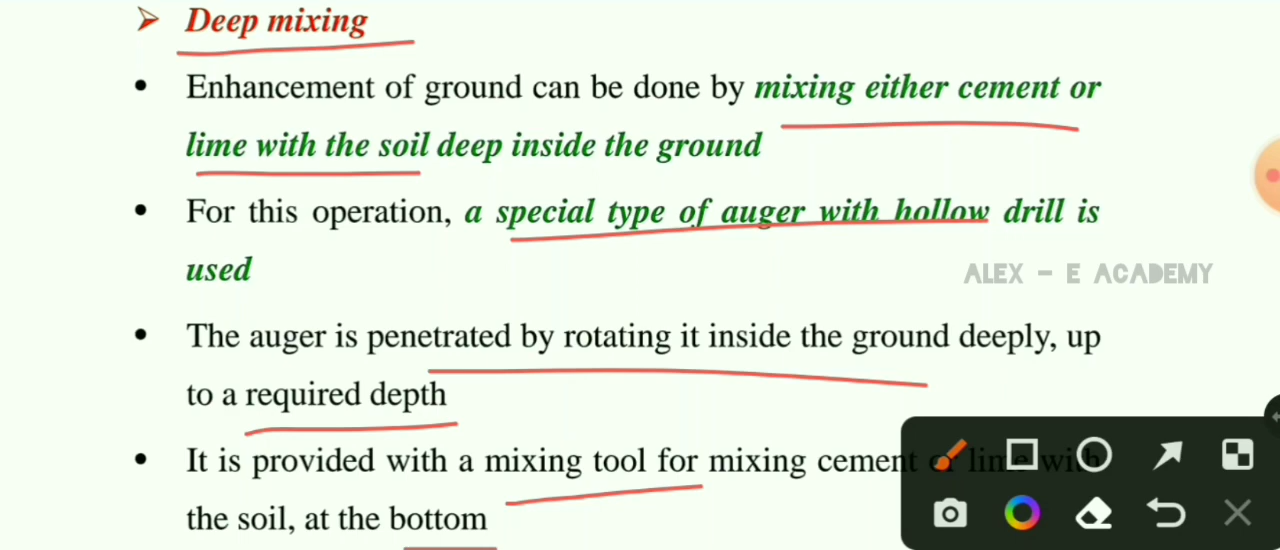 Deep mixing
Enhancement of ground can be done by mixing either cement or
lime with the soil deep inside the ground
For this operation, a special type of auger with hollow drill is
used
ALEX - E ACADEMY
The auger is penetrated by rotating it inside the ground deeply, up
to a required depth
It is provided with a mixing tool for mixing cement or lime with
the soil, at the bottom